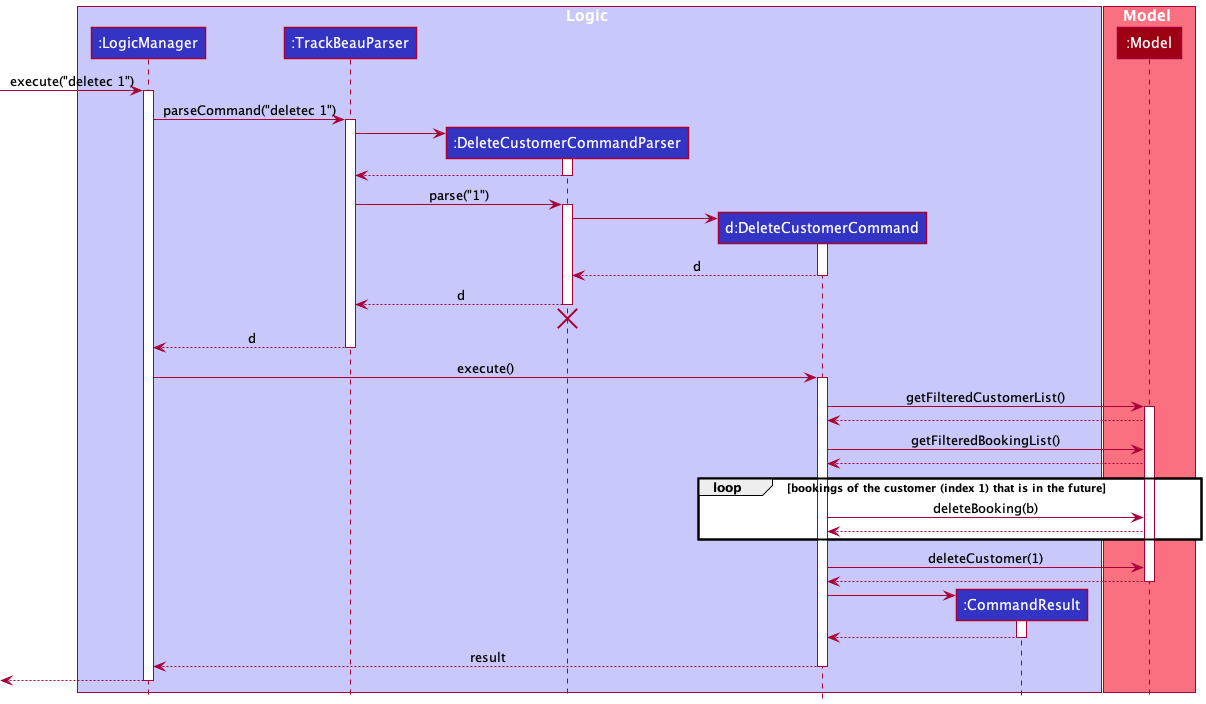 Logic
Model
:LogicManager
:TrackBeauParser
:Model
execute("deletec 1")
parseCommand("deletec 1")
:DeleteCustomerCommandParser
parse("1")
d:DeleteCustomerCommand
d
d
d
execute()
getFilteredCustomerList()
getFilteredBookingList()
loop
[bookings of the customer (index 1) that is in the future]
deleteBooking(b)
deleteCustomer(1)
:CommandResult
result